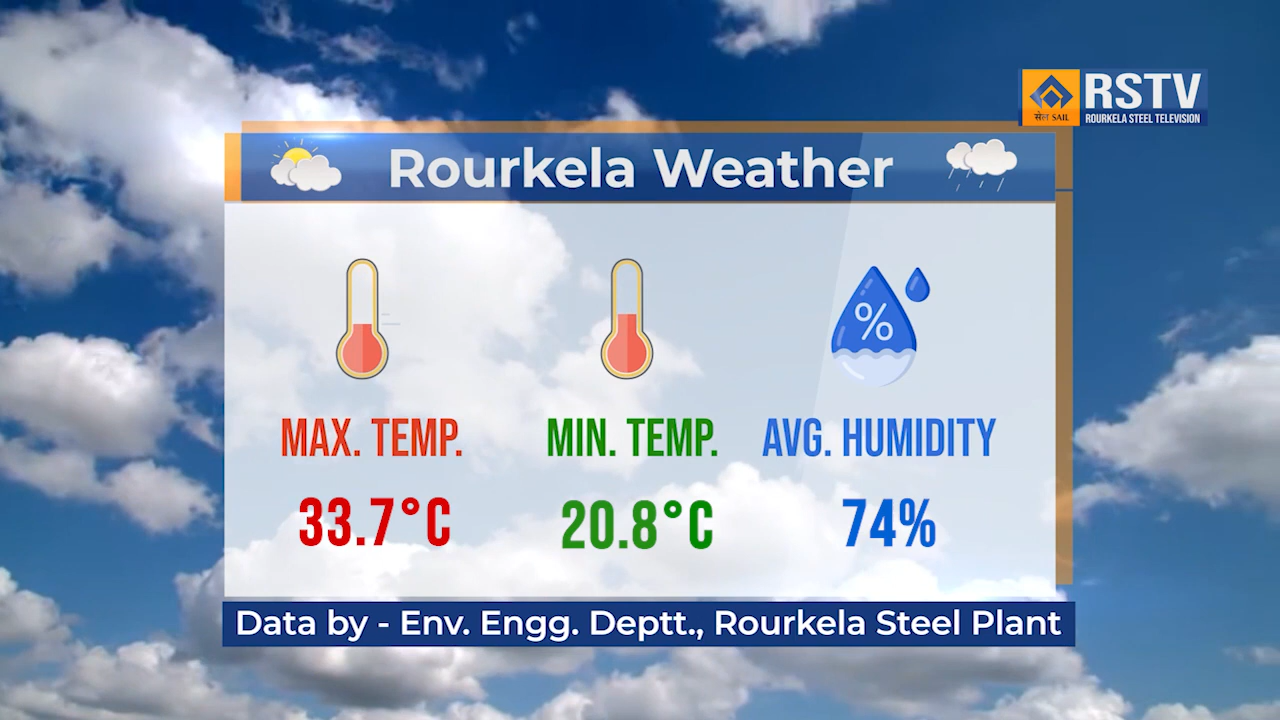 सेल SAIL
RSTV
ROURKELA STEEL TELEVISION
Rourkela Weather
%
MAX. TEMP.
MIN. TEMP.
AVG. HUMIDITY
33.7°C
20.8°C
74%
Data by - Env. Engg. Deptt., Rourkela Steel Plant